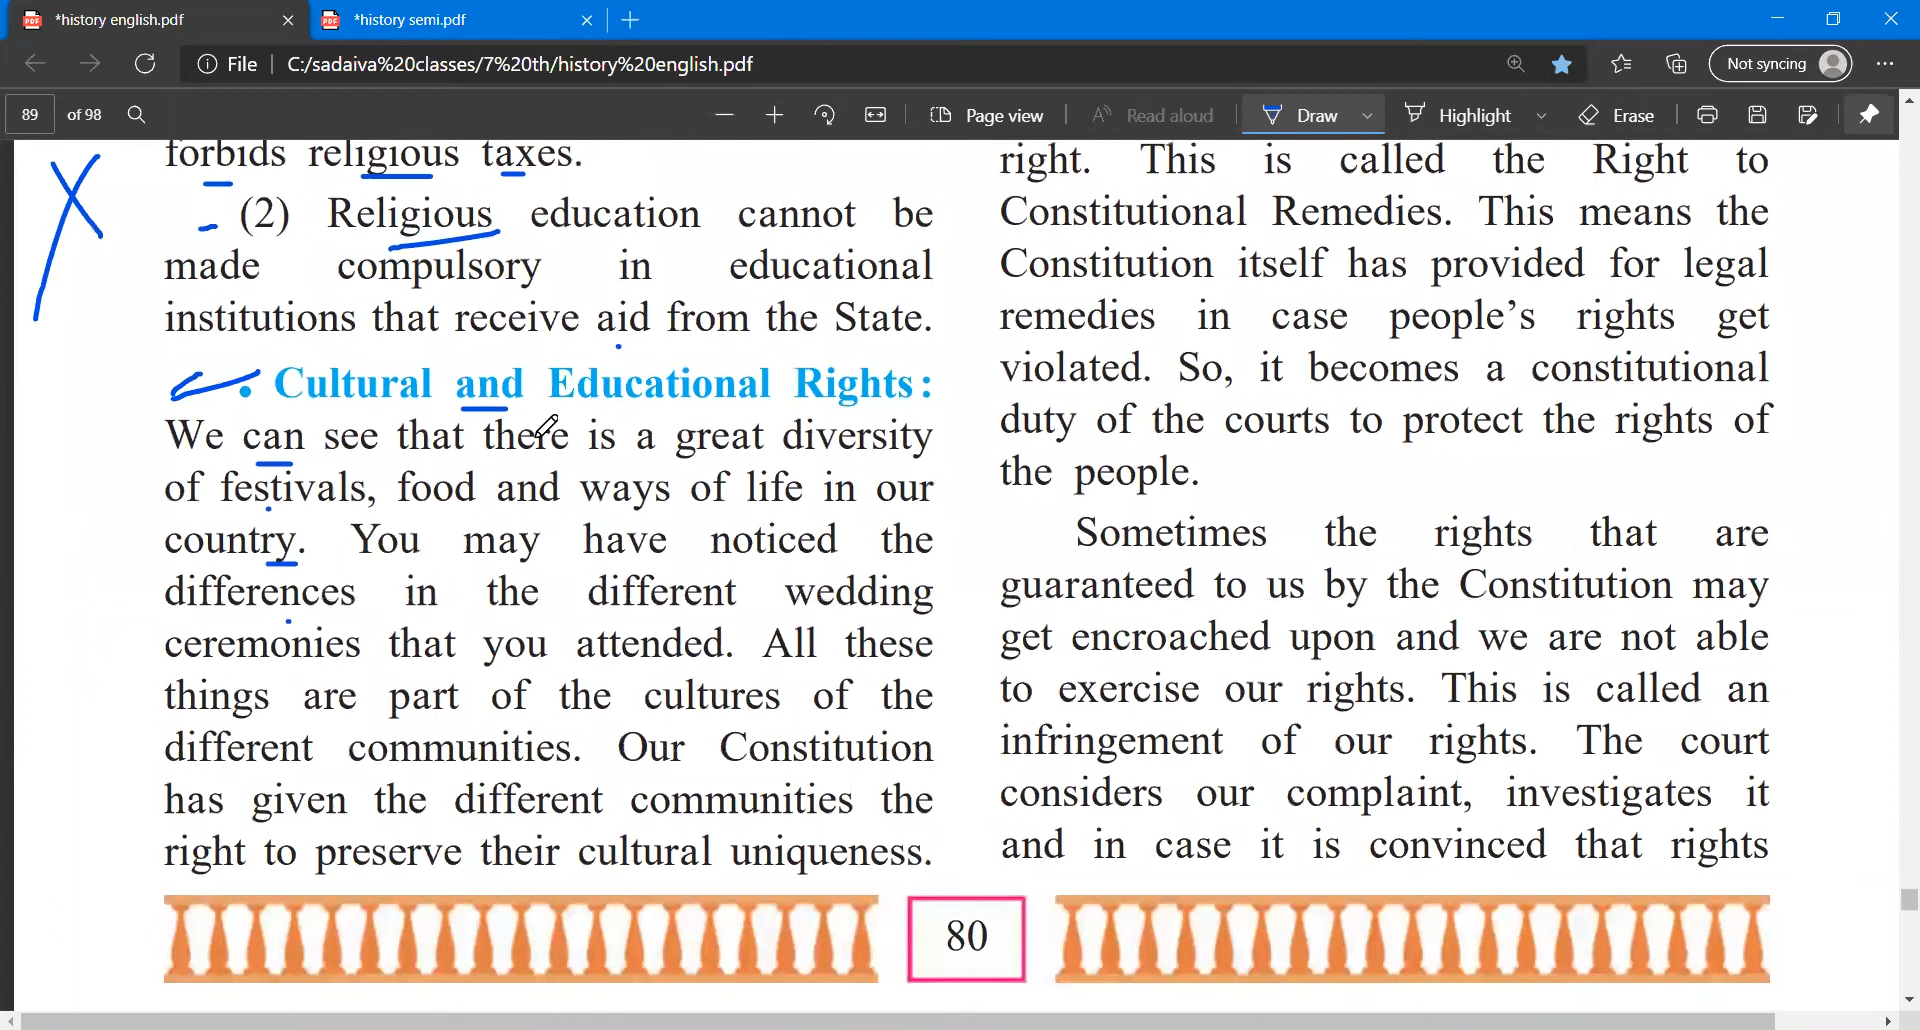 *history english.pdf
*history semi.pdf
File
C:/sadaiva%20classes/7%20th/history%20english.pdf
Not syncing
89
of 98
Page view
Read aloud
Draw
Highlight
Erase
forbids religious taxes.
(2) Religious education cannot be
made compulsory in educational
institutions that receive aid from the State.
• Cultural and Educational Rights:
We can see that there is a great diversity
of festivals, food and ways of life in our
country. You may have noticed the
differences in the different wedding
ceremonies that you attended. All these
things are part of the cultures of the
different communities. Our Constitution
has given the different communities the
right to preserve their cultural uniqueness.
right. This is called the Right to
Constitutional Remedies. This means the
Constitution itself has provided for legal
remedies in case people's rights get
violated. So, it becomes a constitutional
duty of the courts to protect the rights of
the people.
Sometimes the rights that are
guaranteed to us by the Constitution may
get encroached upon and we are not able
to exercise our rights. This is called an
infringement of our rights. The court
considers our complaint, investigates it
and in case it is convinced that rights
80